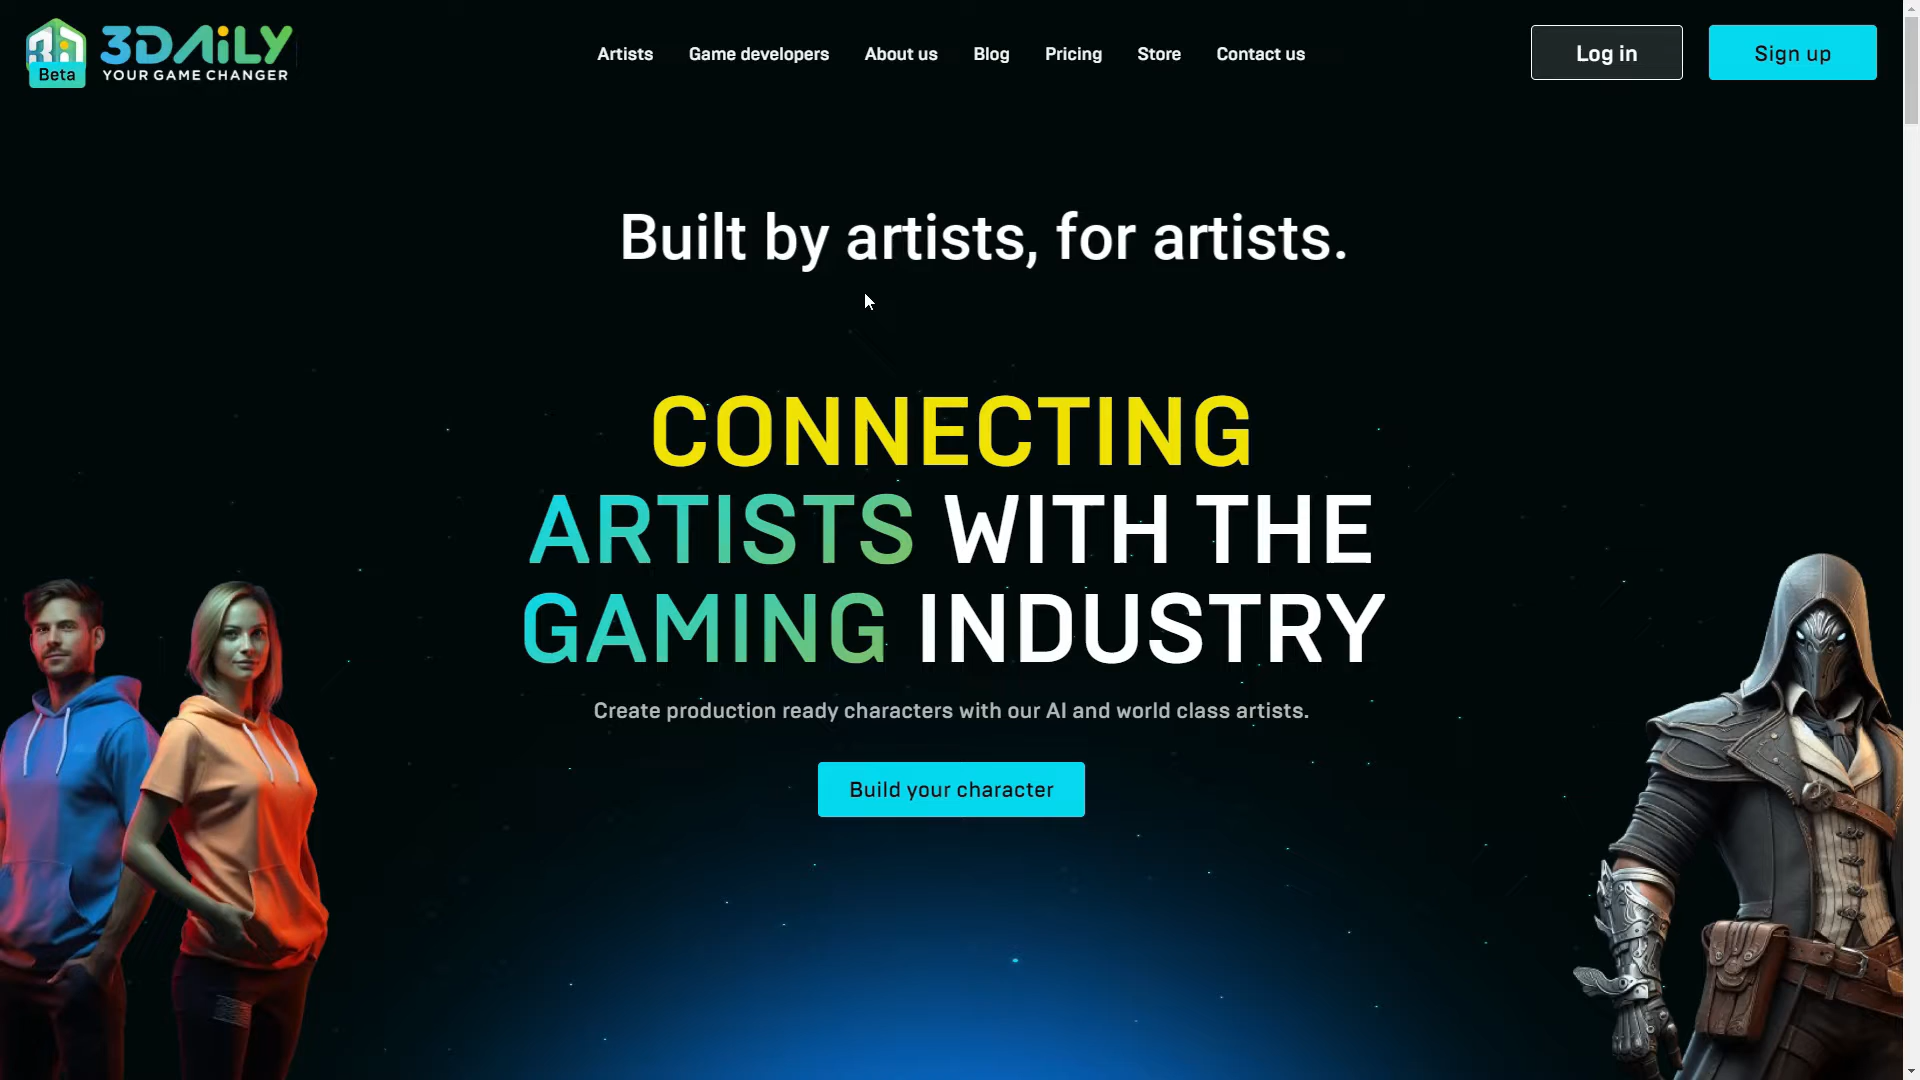 3DAiLY
Beta
YOUR GAME CHANGER
Artists
Game developers
About us
Blog
Pricing
Store
Contact us
Log in
Sign up
Built by artists, for artists.
CONNECTING
ARTISTS WITH THE
GAMING INDUSTRY
Create production ready characters with our AI and world class artists.
Build your character